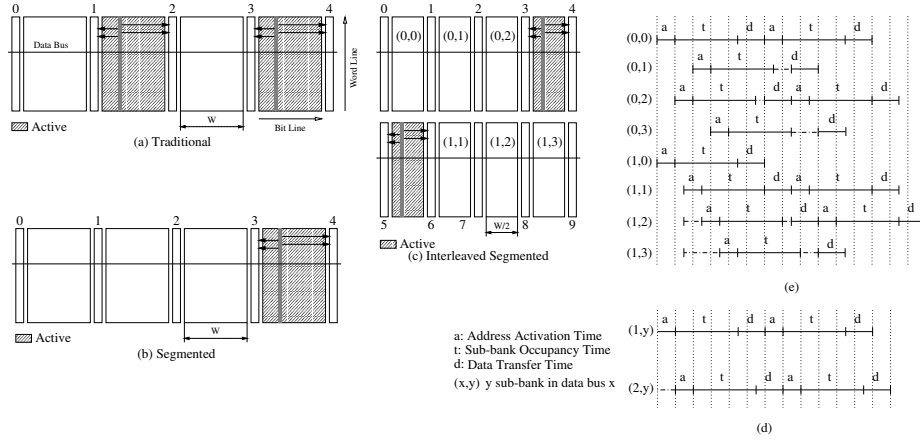 0 1 2 3 4
Data Bus
Word Line
W
Bit Line
Active
(a) Traditional
0 1 2 3 4
W
Active
(b) Segmented
0 1 2 3 4
(0,0) (0,1) (0,2)
(1,1) (1,2) (1,3)
5 6 7 8 9
W/2
Active
(c) Interleaved Segmented
a t d a t d
(0,0)
a t d
(0,1)
a t d a t d
(0,2)
a t d
(0,3)
a t d
(1,0)
a t d a t d
(1,1)
a t d a t d
(1,2)
a t d
(1,3)
(e)
a: Address Activation Time
t: Sub-bank Occupancy Time
d: Data Transfer Time
(x,y) y sub-bank in data bus x
a t d a t d
(1,y)
a t d a t d
(2,y)
(d)